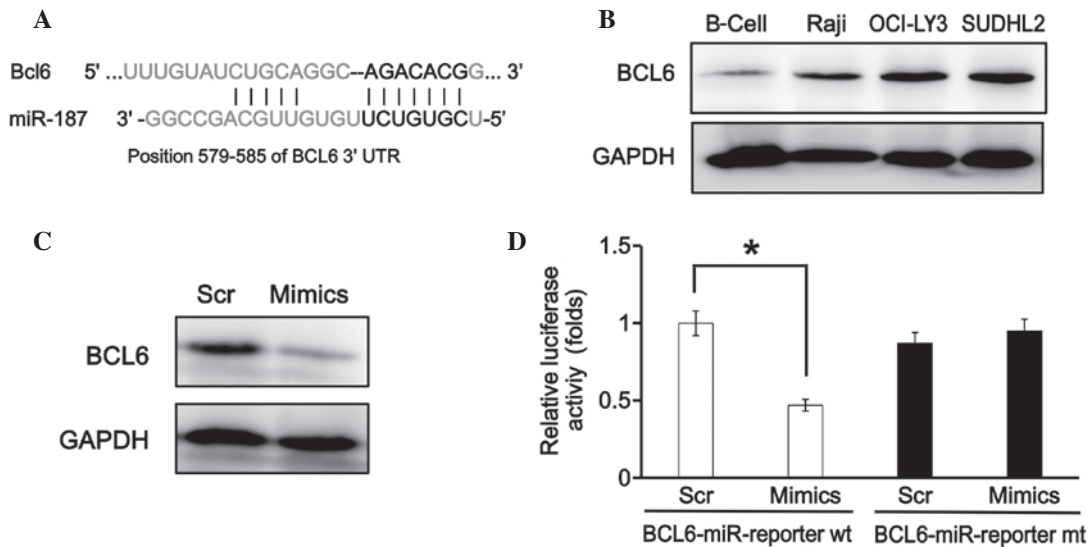 A
Bcl6 5' ...UUUGUAUCUGCAGGC--AGACACGG... 3'
miR-187 3' -GGCCGACGUUGUGUUCUGUGCU-5'
Position 579-585 of BCL6 3' UTR
B
B-Cell Raji OCI-LY3 SUDHL2
BCL6
GAPDH
C
Scr Mimics
BCL6
GAPDH
D
Relative luciferase
activiy (folds)
1.5
1
0.5
0
*
Scr Mimics Scr Mimics
BCL6-miR-reporter wt BCL6-miR-reporter mt